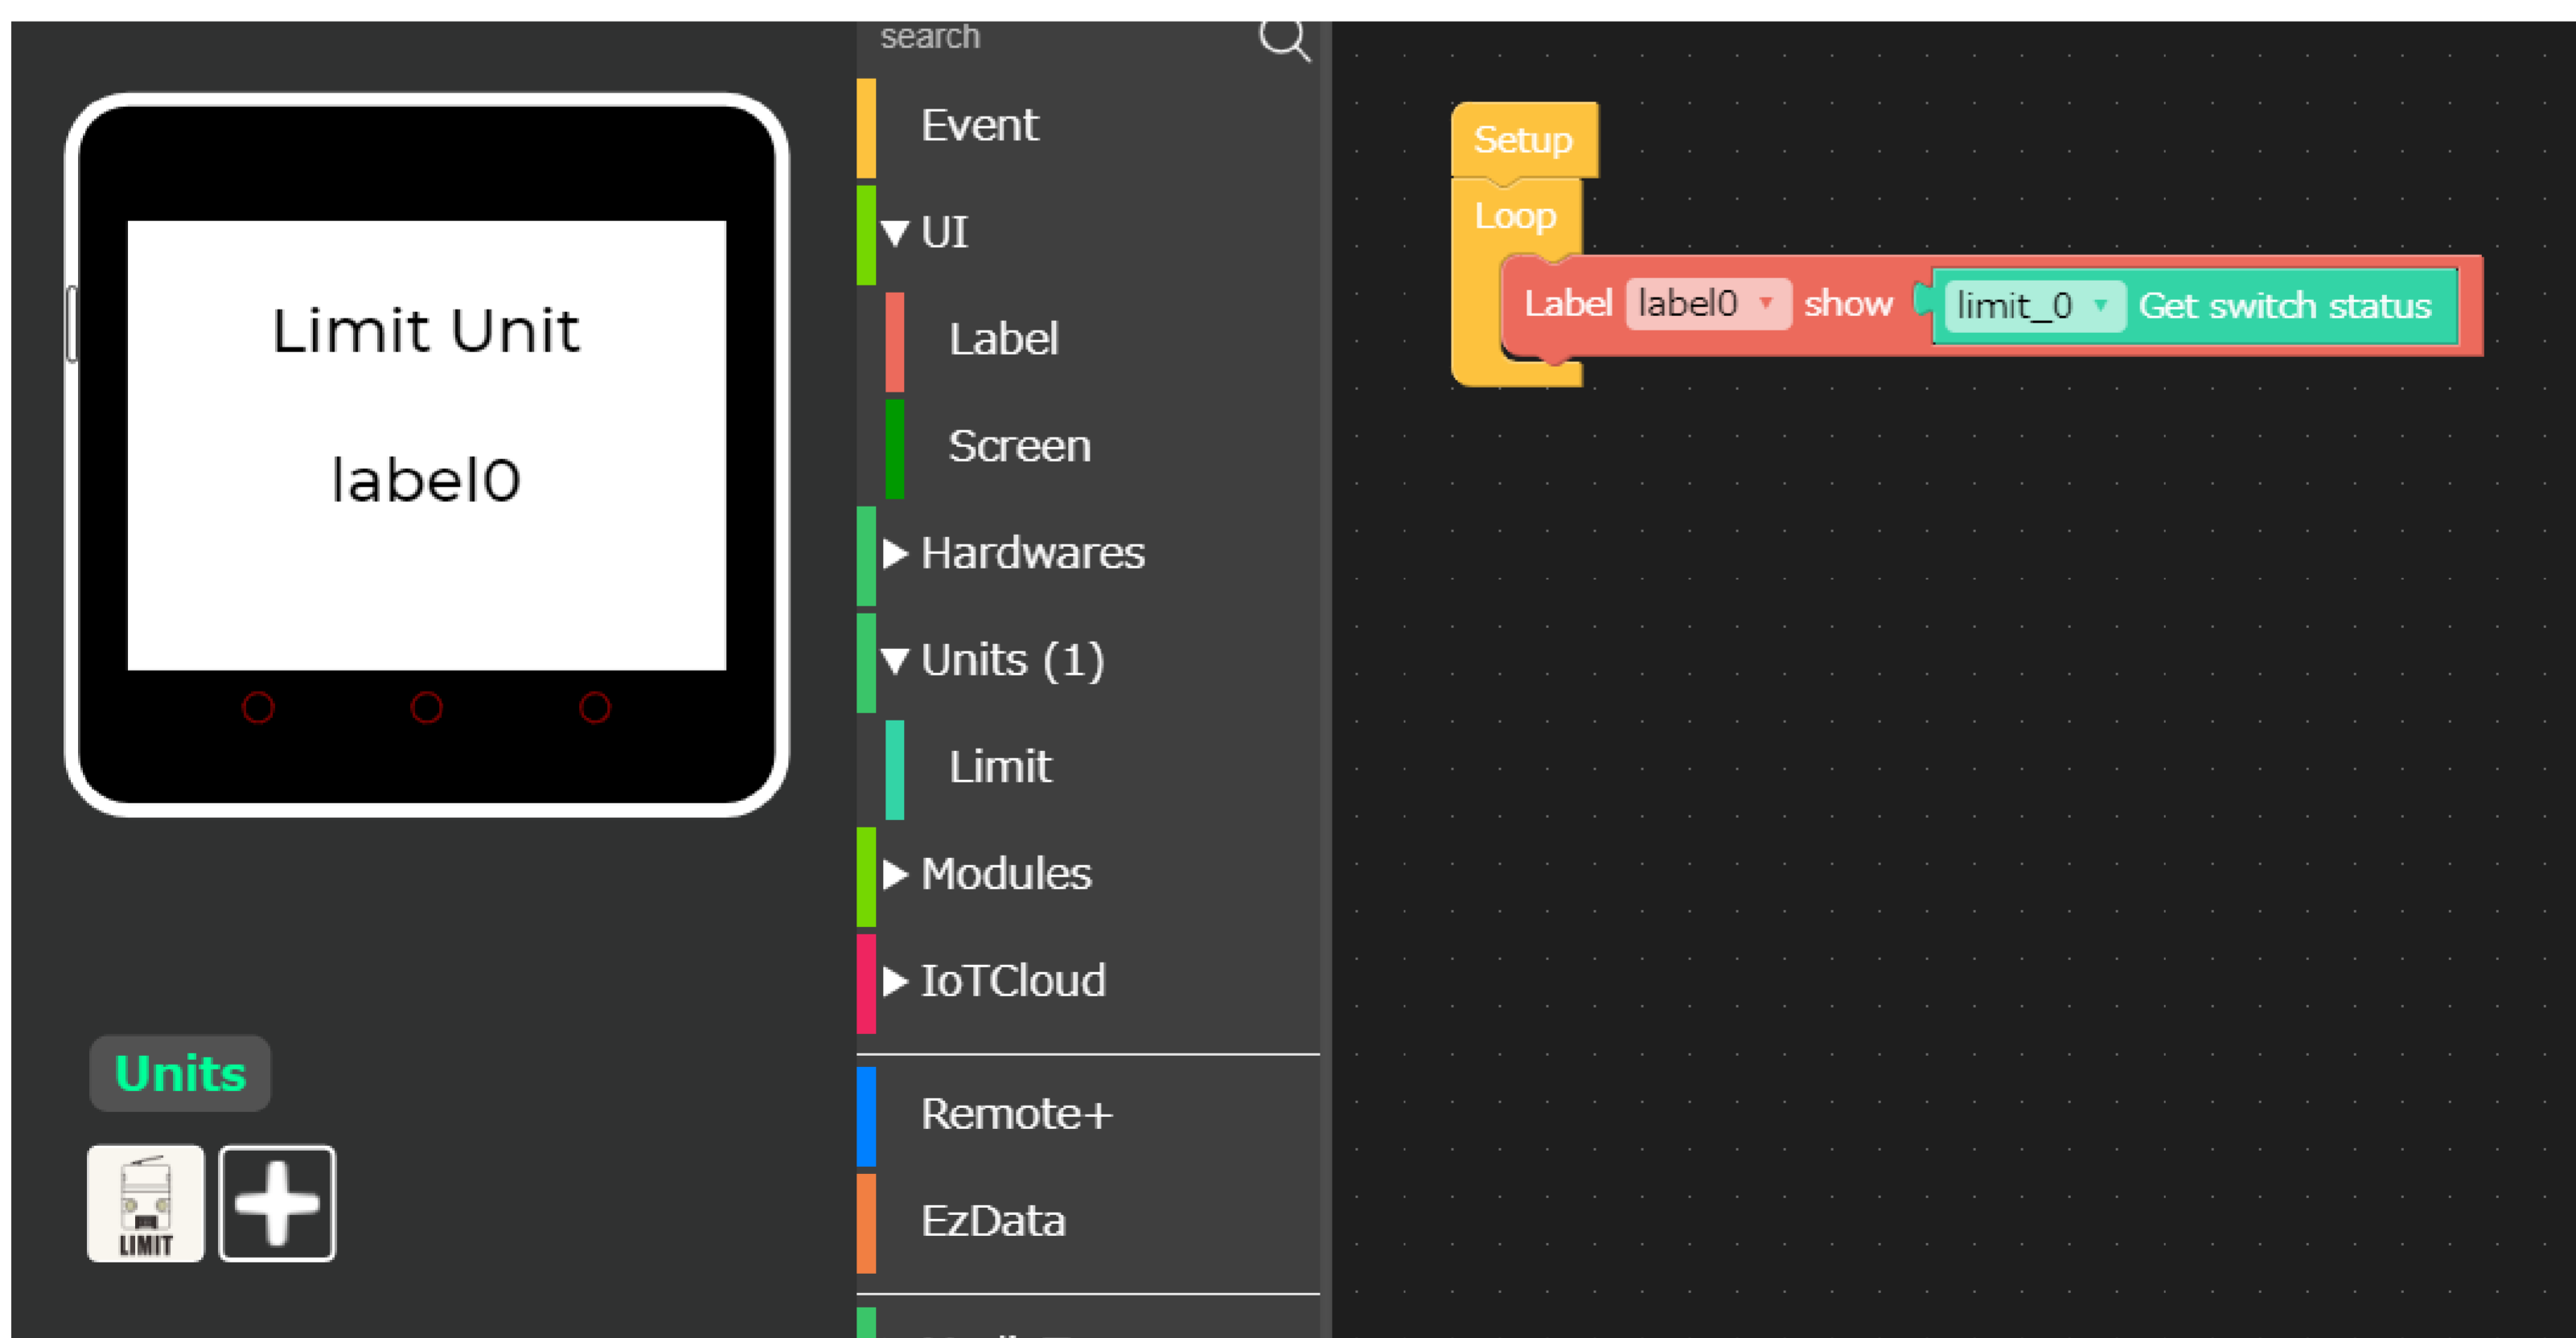 Limit Unit
label0
Units
LIMIT
search
Event
UI
Label
Screen
Hardwares
Units (1)
Limit
Modules
IoTCloud
Remote+
EzData
Setup
Loop
Label label0 show limit_0 Get switch status